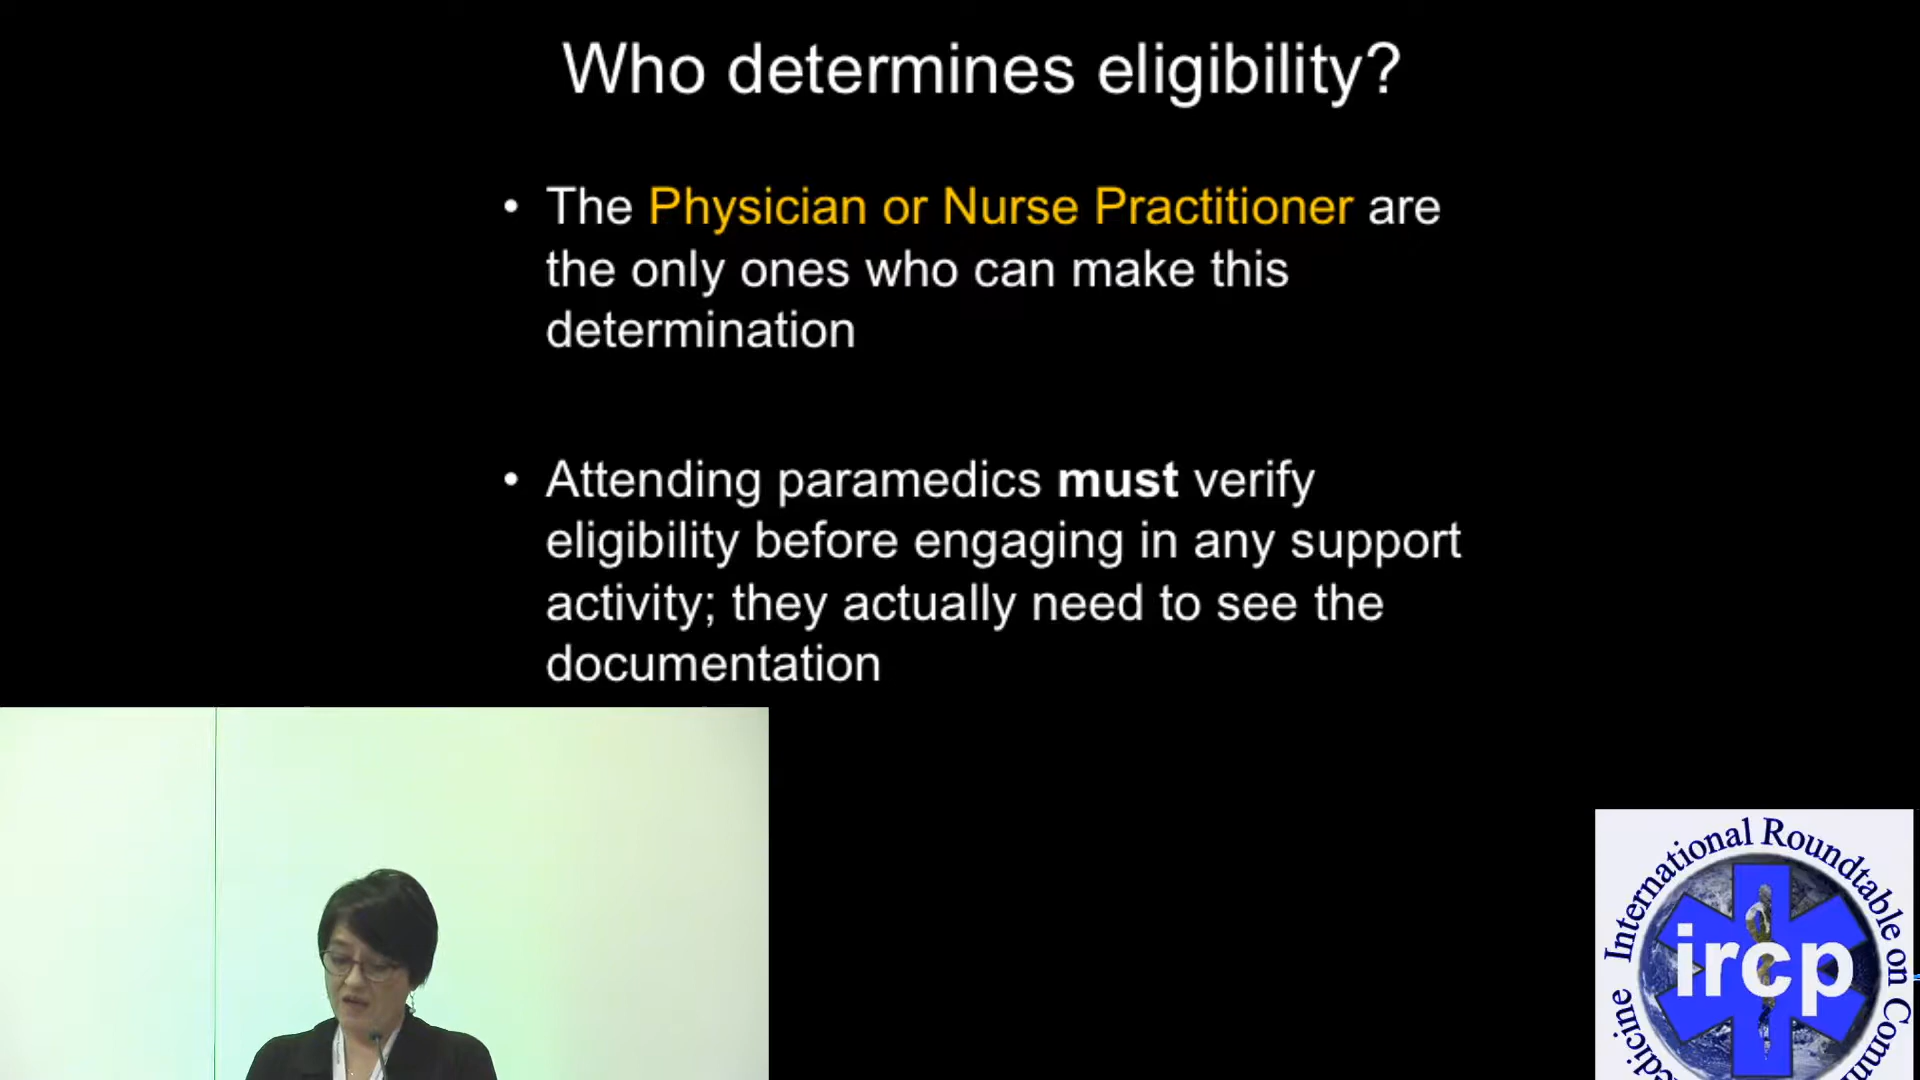 Who determines eligibility?
• The Physician or Nurse Practitioner are
the only ones who can make this
determination
• Attending paramedics must verify
eligibility before engaging in any support
activity; they actually need to see the
documentation
International Roundtable on
ircp